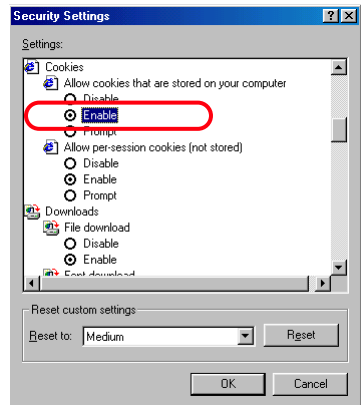 Security Settings
Settings:
Cookies
Allow cookies that are stored on your computer
Disable
Enable
Prompt
Allow per-session cookies (not stored)
Disable
Enable
Prompt
Downloads
File download
Disable
Enable
Font download
Reset custom settings
Reset to: Medium Reset
OK Cancel